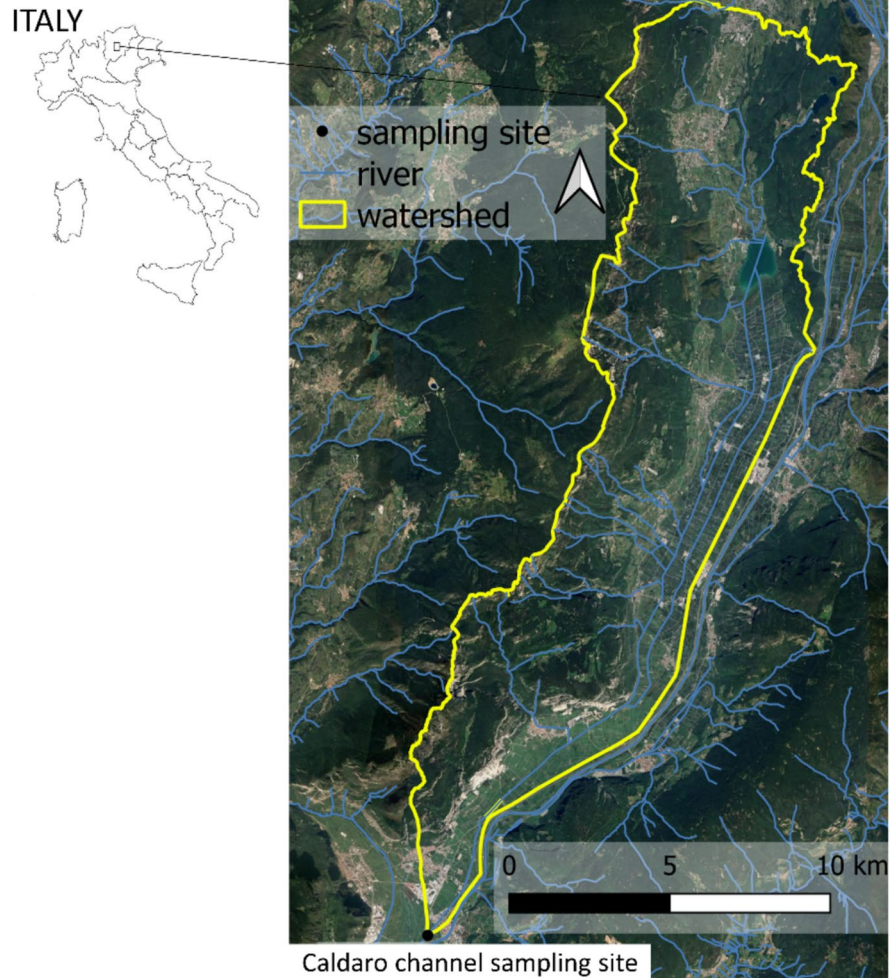 ITALY
sampling site
river
watershed
0 5 10 km
Caldaro channel sampling site